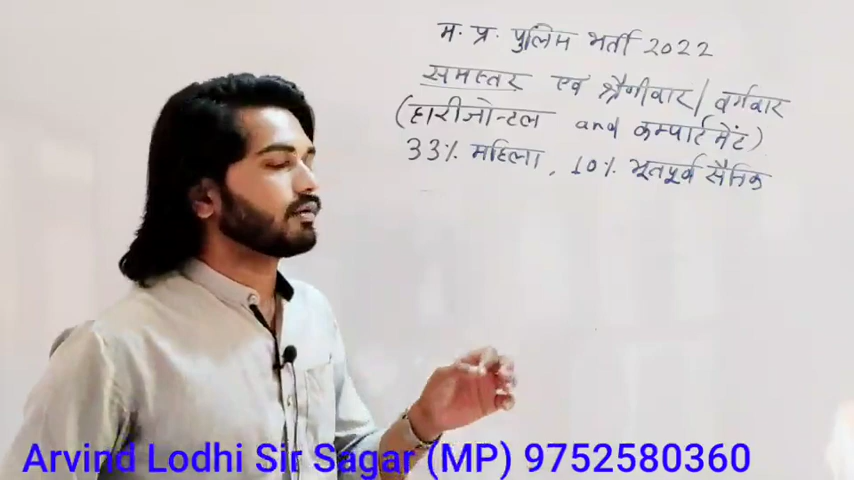 म. प्र. पुलिस भर्ती 2022
समस्तर एवं श्रेणीवार/वर्गवार
(हारीजोन्टल and कम्पार्टमेंट)
33% महिला, 10% भूतपूर्व सैनिक
Arvind Lodhi Sir Sagar (MP) 9752580360